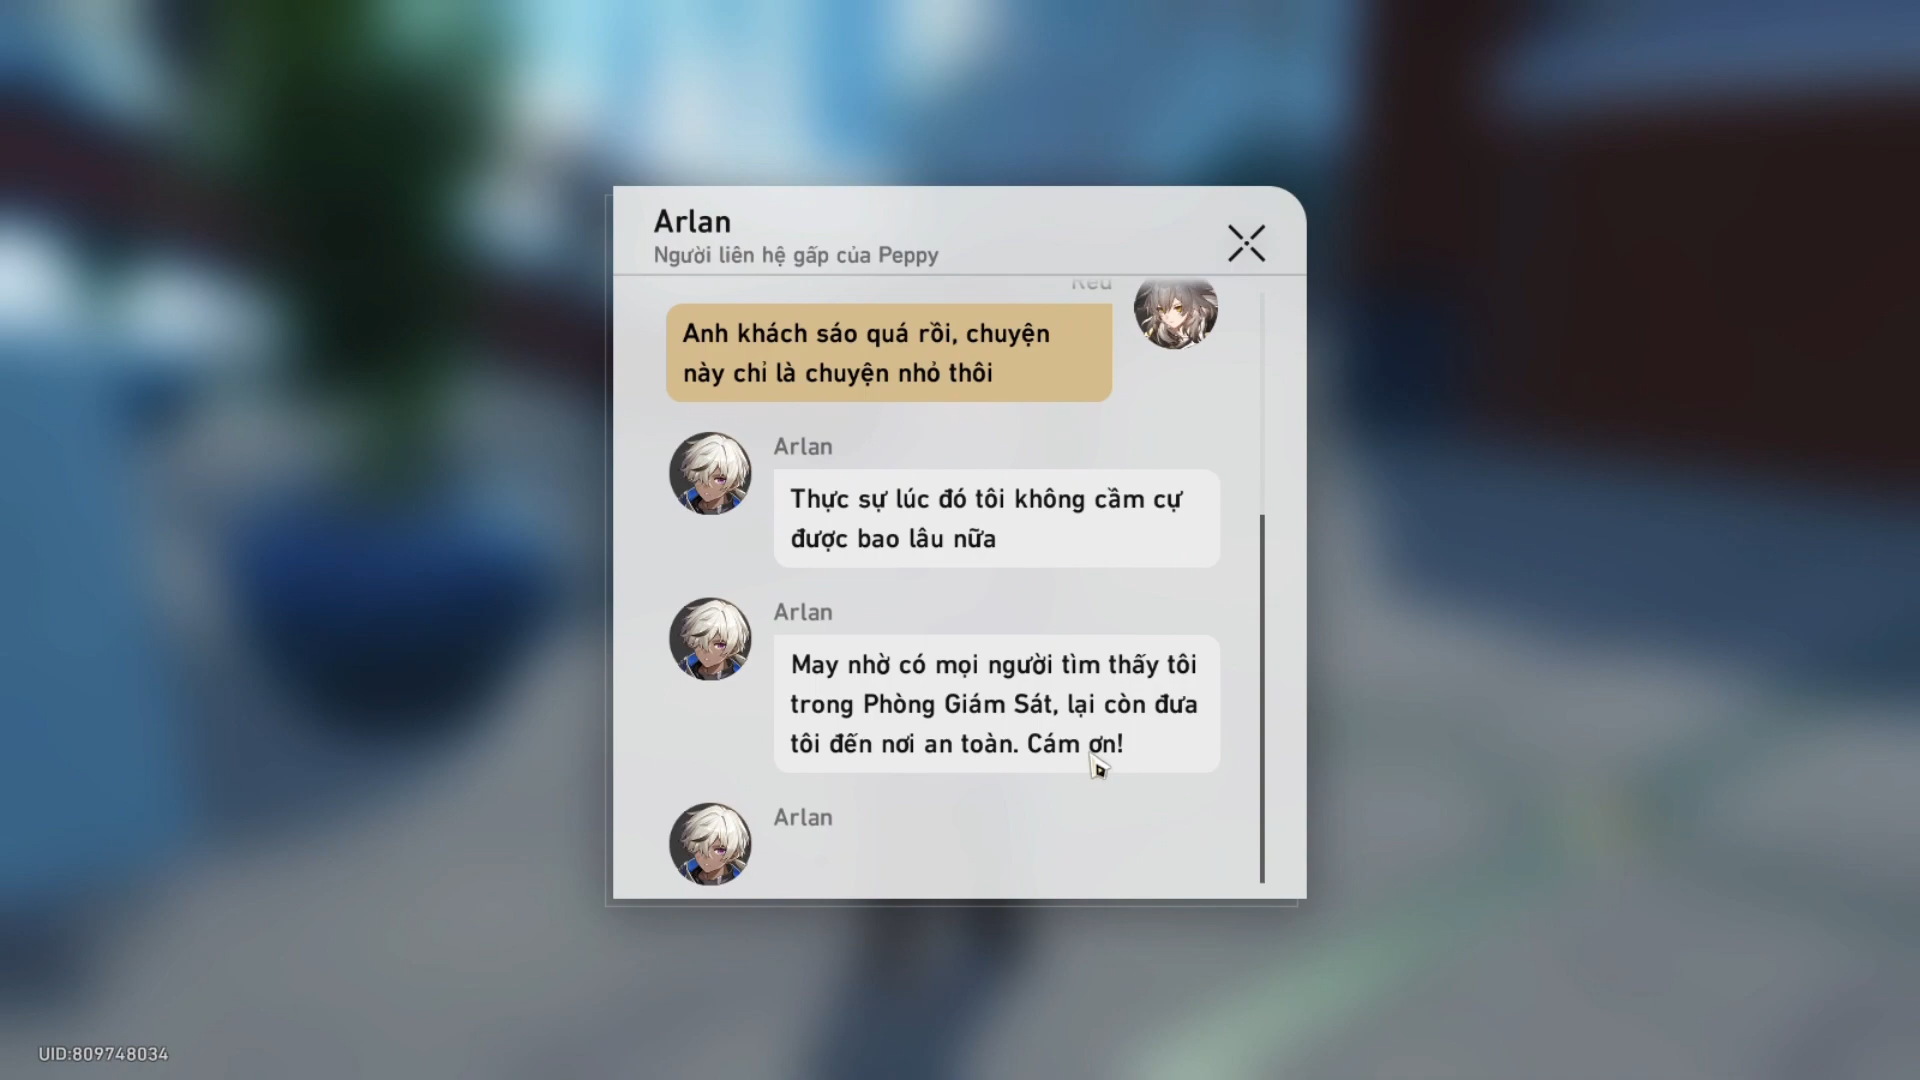 Arlan
Người liên hệ gấp của Peppy
Red
Anh khách sáo quá rồi, chuyện
này chỉ là chuyện nhỏ thôi
Arlan
Thực sự lúc đó tôi không cầm cự
được bao lâu nữa
Arlan
May nhờ có mọi người tìm thấy tôi
trong Phòng Giám Sát, lại còn đưa
tôi đến nơi an toàn. Cám ơn!
Arlan
UID:809748034